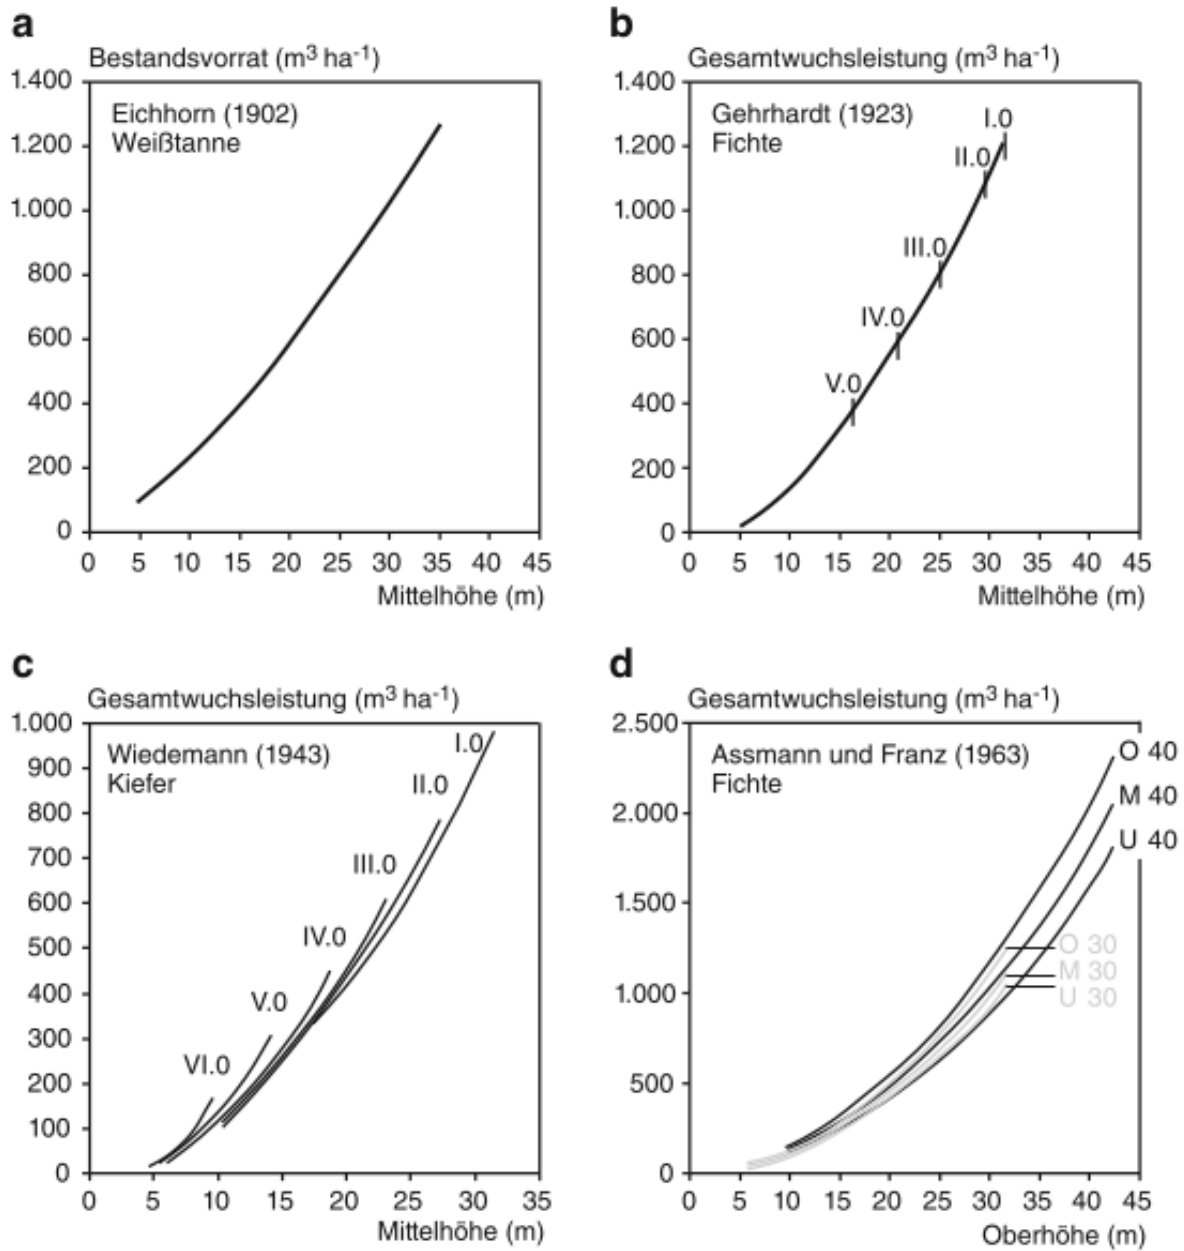 a
Bestandsvorrat (m³ ha⁻¹)
1.400
1.200
1.000
800
600
400
200
0
Eichhorn (1902)
Weißtanne
0 5 10 15 20 25 30 35 40 45
Mittelhöhe (m)
b
Gesamtwuchsleistung (m³ ha⁻¹)
1.400
1.200
1.000
800
600
400
200
0
Gehrhardt (1923)
Fichte
I.0
II.0
III.0
IV.0
V.0
0 5 10 15 20 25 30 35 40 45
Mittelhöhe (m)
c
Gesamtwuchsleistung (m³ ha⁻¹)
1.000
900
800
700
600
500
400
300
200
100
0
Wiedemann (1943)
Kiefer
I.0
II.0
III.0
IV.0
V.0
VI.0
0 5 10 15 20 25 30 35
Mittelhöhe (m)
d
Gesamtwuchsleistung (m³ ha⁻¹)
2.500
2.000
1.500
1.000
500
0
Assmann und Franz (1963)
Fichte
O 40
M 40
U 40
O 30
M 30
U 30
0 5 10 15 20 25 30 35 40 45
Oberhöhe (m)